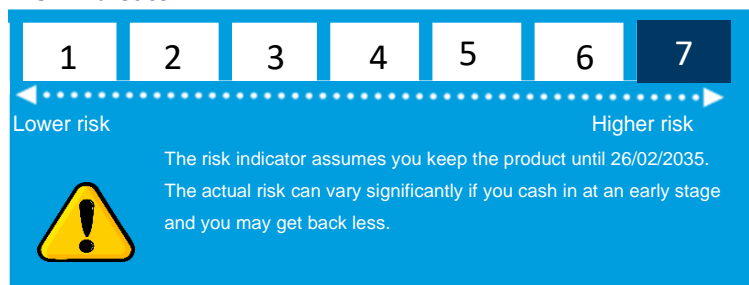 1 2 3 4 5 6 7
Lower risk Higher risk
The risk indicator assumes you keep the product until 26/02/2035.
The actual risk can vary significantly if you cash in at an early stage
and you may get back less.